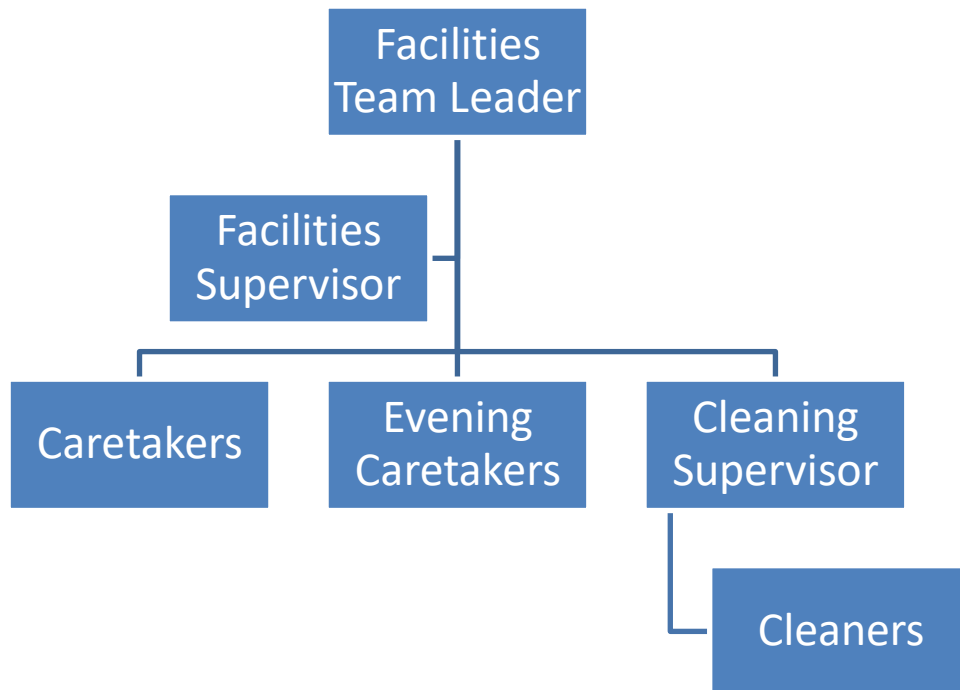 Facilities
Team Leader
Facilities
Supervisor
Caretakers
Evening
Caretakers
Cleaning
Supervisor
Cleaners